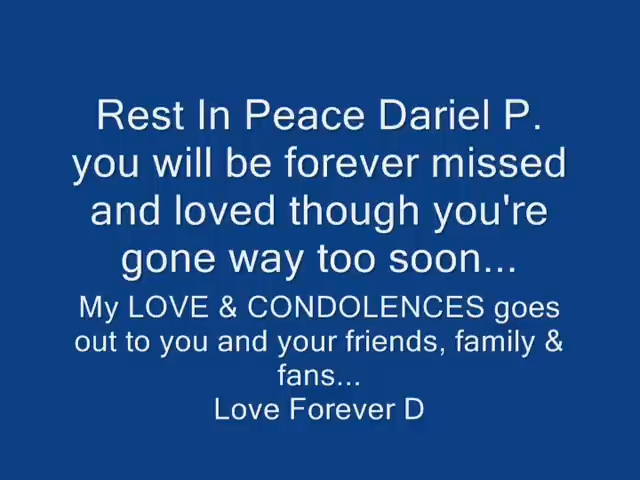 Rest In Peace Dariel P.
you will be forever missed
and loved though you're
gone way too soon...
My LOVE & CONDOLENCES goes
out to you and your friends, family &
fans...
Love Forever D